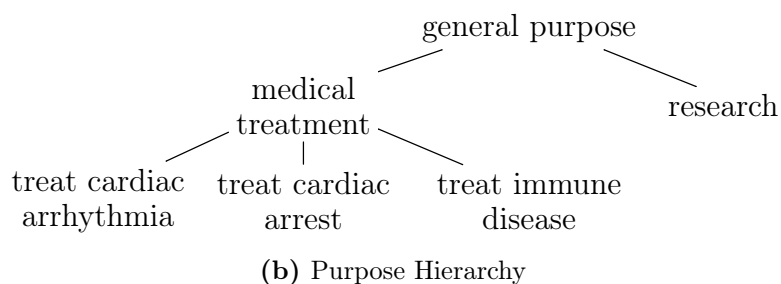 general purpose
medical
treatment
research
treat cardiac
arrhythmia
treat cardiac
arrest
treat immune
disease
(b) Purpose Hierarchy